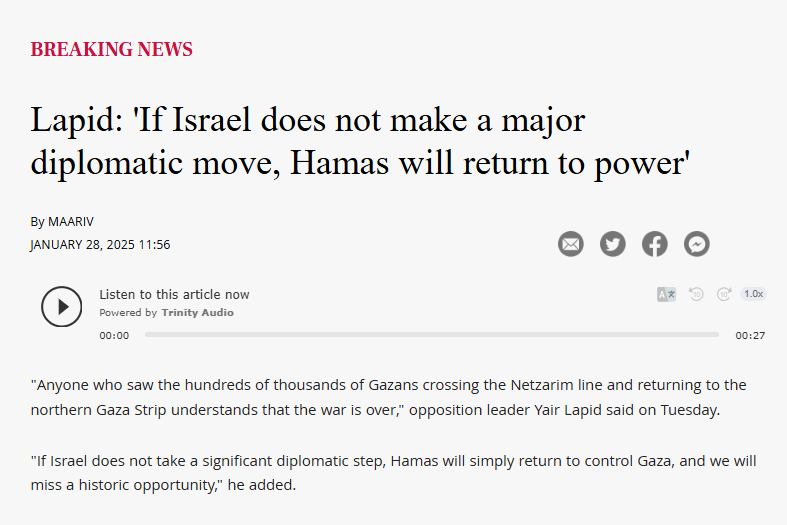 BREAKING NEWS
Lapid: 'If Israel does not make a major
diplomatic move, Hamas will return to power'
By MAARIV
JANUARY 28, 2025 11:56
Listen to this article now
Powered by Trinity Audio
1.0x
00:00
00:27
"Anyone who saw the hundreds of thousands of Gazans crossing the Netzarim line and returning to the
northern Gaza Strip understands that the war is over," opposition leader Yair Lapid said on Tuesday.
"If Israel does not take a significant diplomatic step, Hamas will simply return to control Gaza, and we will
miss a historic opportunity," he added.